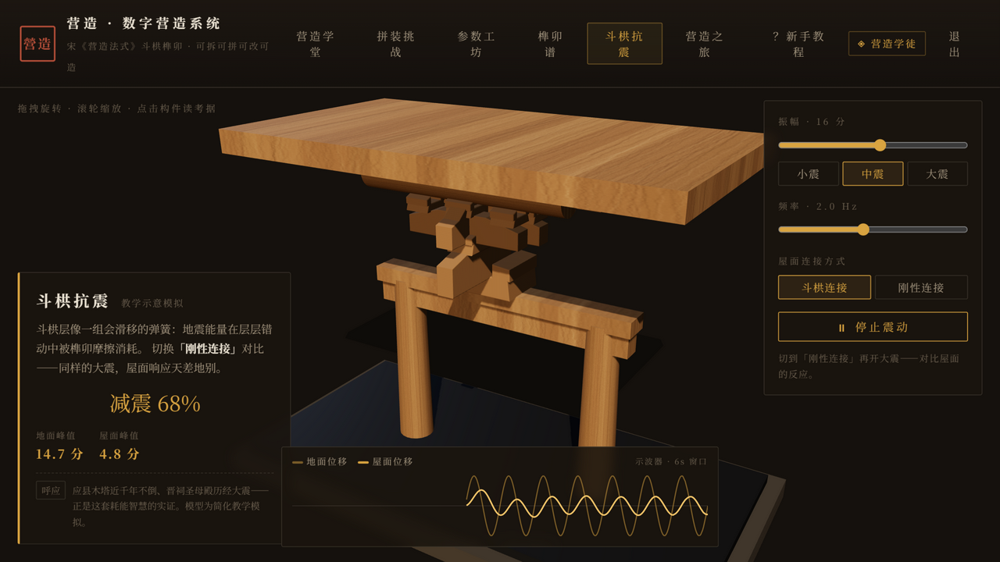 營造
营造 · 数字营造系统
宋《营造法式》斗栱榫卯 · 可拆可拼可改可
造
营造学
堂
拼装挑
战
参数工
坊
榫卯
谱
斗栱抗
震
营造之
旅
？新手教
程
◈ 营造学徒
退
出
拖拽旋转 · 滚轮缩放 · 点击构件读考据
振幅 · 16 分
小震
中震
大震
频率 · 2.0 Hz
屋面连接方式
斗栱连接
刚性连接
⏸ 停止震动
切到「刚性连接」再开大震——对比屋面
的反应。
斗栱抗震 教学示意模拟
斗栱层像一组会滑移的弹簧：地震能量在层层错
动中被榫卯摩擦消耗。 切换「刚性连接」对比
——同样的大震，屋面响应天差地别。
减震 68%
地面峰值 屋面峰值
14.7 分 4.8 分
呼应
应县木塔近千年不倒、晋祠圣母殿历经大震——
正是这套耗能智慧的实证。模型为简化教学模
拟。
地面位移 屋面位移
示波器 · 6s 窗口